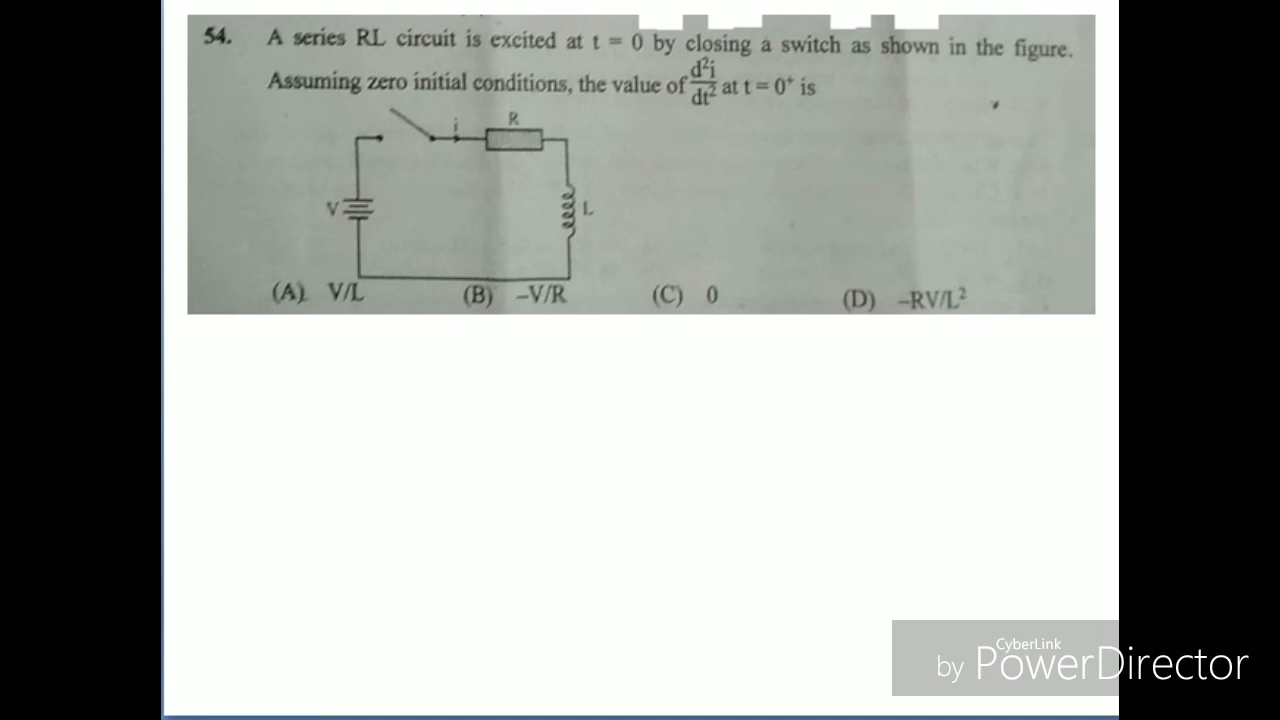 54. A series RL circuit is excited at t = 0 by closing a switch as shown in the figure.
Assuming zero initial conditions, the value of d²i/dt² at t = 0⁺ is
i
R
V
L
(A) V/L (B) –V/R (C) 0 (D) –RV/L²
CyberLink
by PowerDirector